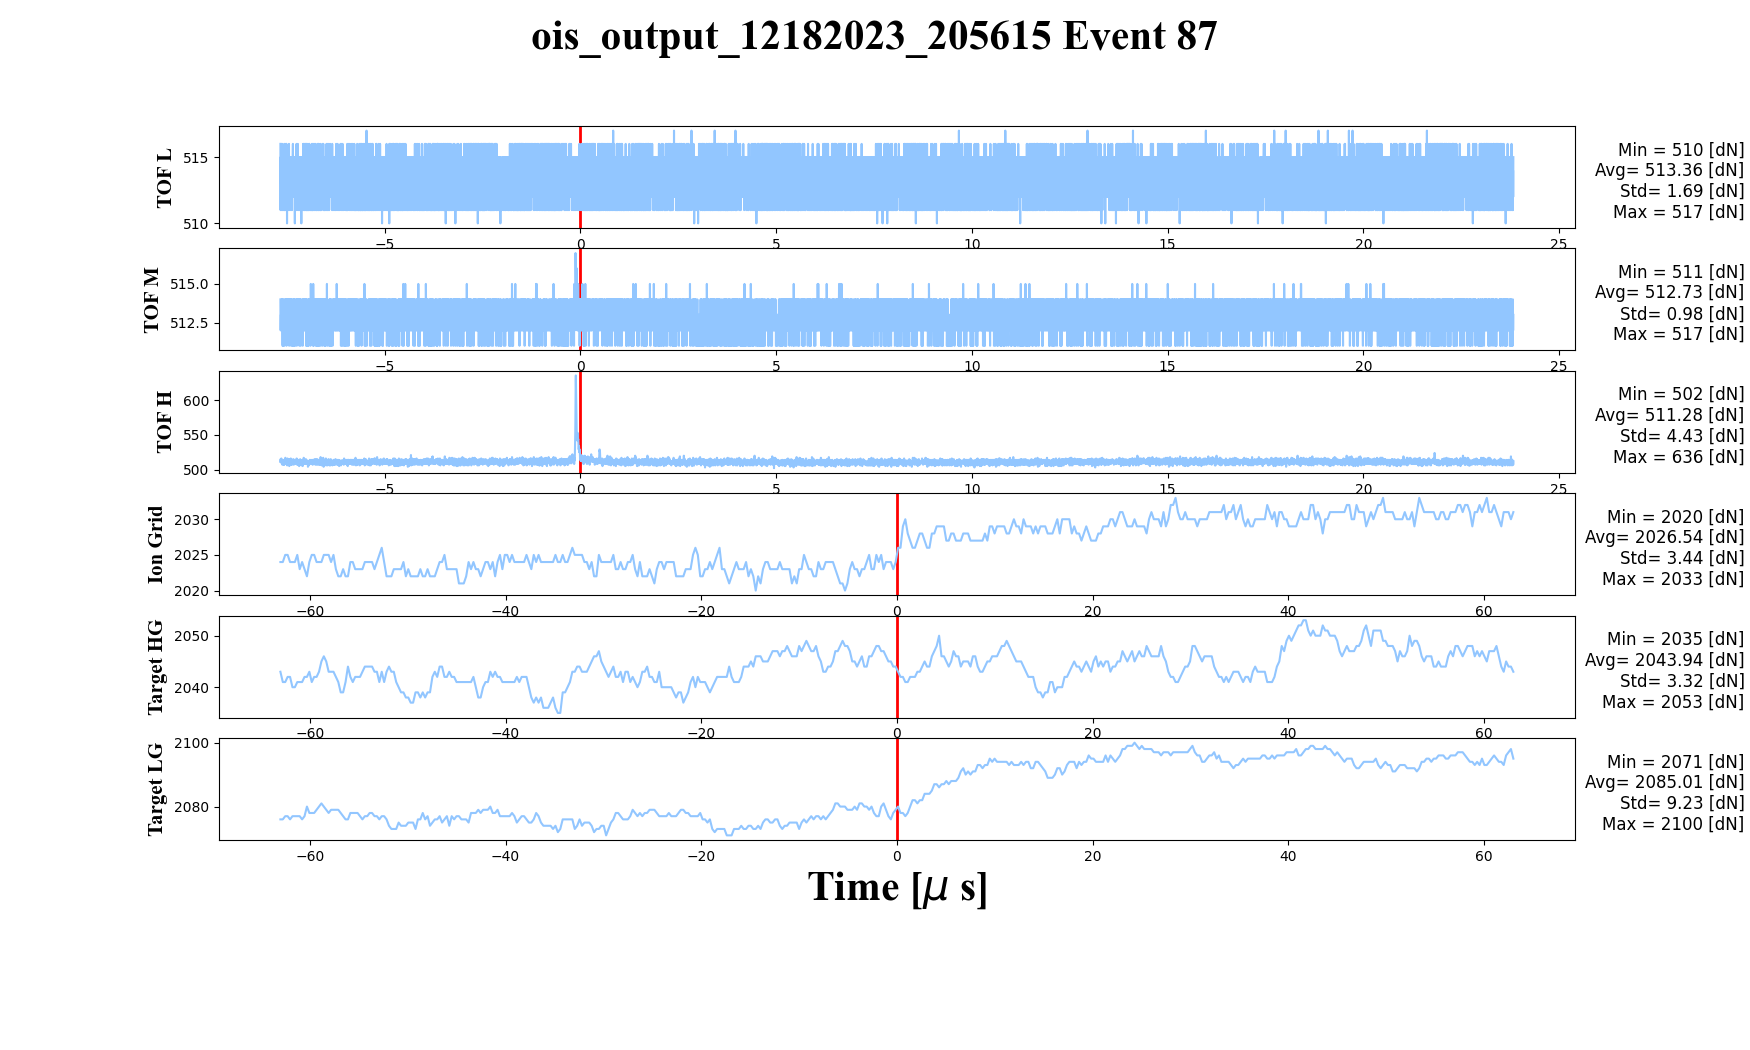 ois_output_12182023_205615 Event 87
TOF L
515
510
−5
0
5
10
15
20
25
Min = 510 [dN]
Avg= 513.36 [dN]
Std= 1.69 [dN]
Max = 517 [dN]
TOF M
515.0
512.5
−5
0
5
10
15
20
25
Min = 511 [dN]
Avg= 512.73 [dN]
Std= 0.98 [dN]
Max = 517 [dN]
TOF H
600
550
500
−5
0
5
10
15
20
25
Min = 502 [dN]
Avg= 511.28 [dN]
Std= 4.43 [dN]
Max = 636 [dN]
Ion Grid
2030
2025
2020
−60
−40
−20
0
20
40
60
Min = 2020 [dN]
Avg= 2026.54 [dN]
Std= 3.44 [dN]
Max = 2033 [dN]
Target HG
2050
2040
−60
−40
−20
0
20
40
60
Min = 2035 [dN]
Avg= 2043.94 [dN]
Std= 3.32 [dN]
Max = 2053 [dN]
Target LG
2100
2080
−60
−40
−20
0
20
40
60
Min = 2071 [dN]
Avg= 2085.01 [dN]
Std= 9.23 [dN]
Max = 2100 [dN]
Time [μ s]